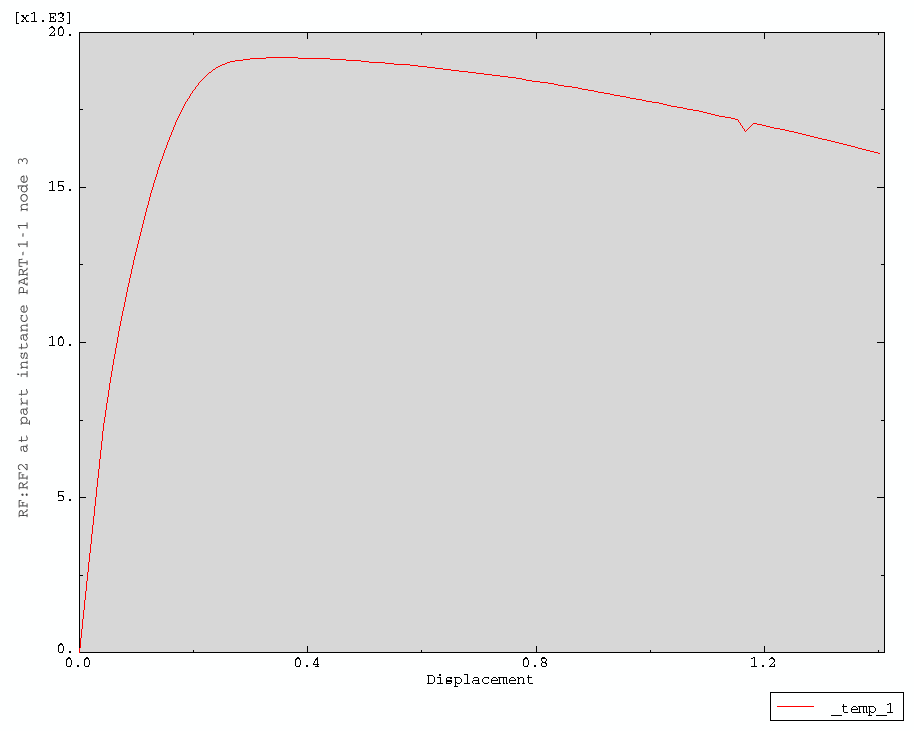 [x1.E3]
20.
15.
10.
5.
0.
RF:RF2 at part instance PART-1-1 node 3
0.0 0.4 0.8 1.2
Displacement
_temp_1